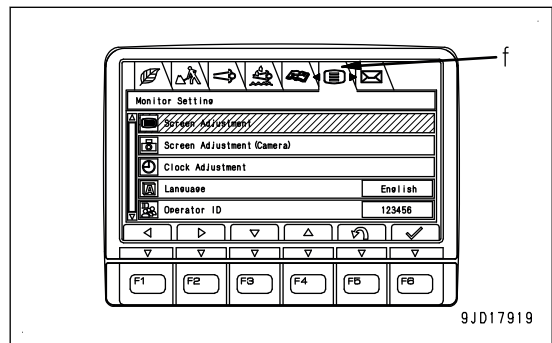 f
Monitor Setting
Screen Adjustment
Screen Adjustment (Camera)
Clock Adjustment
A Language English
Operator ID 123456
F1 F2 F3 F4 F5 F6
9JD17919